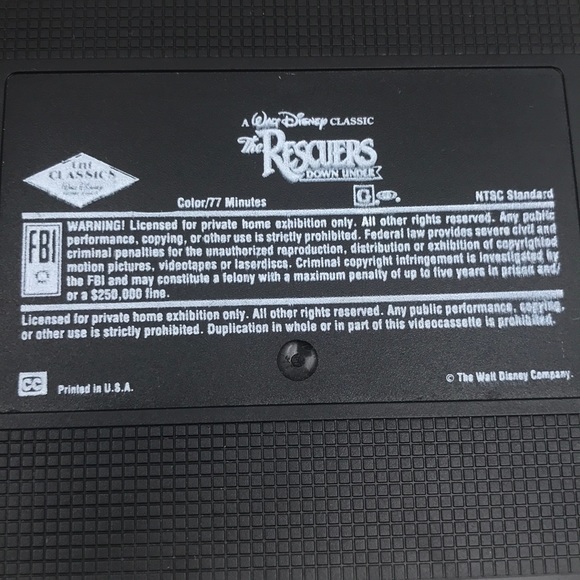 A Walt Disney CLASSIC
The RESCUERS
DOWN UNDER
THE CLASSICS
Walt Disney
Color/77 Minutes
G
NTSC Standard
FBI
WARNING! Licensed for private home exhibition only. All other rights reserved. Any public
performance, copying, or other use is strictly prohibited. Federal law provides severe civil and
criminal penalties for the unauthorized reproduction, distribution or exhibition of copyrighted
motion pictures, videotapes or laserdiscs. Criminal copyright infringement is investigated by
the FBI and may constitute a felony with a maximum penalty of up to five years in prison and/
or a $250,000 fine.
Licensed for private home exhibition only. All other rights reserved. Any public performance, copying,
or other use is strictly prohibited. Duplication in whole or in part of this videocassette is prohibited.
CC
Printed in U.S.A.
© The Walt Disney Company.